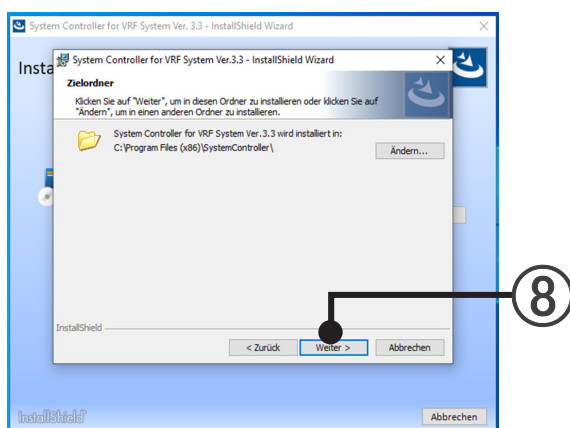 System Controller for VRF System Ver. 3.3 - InstallShield Wizard
Insta
System Controller for VRF System Ver.3.3 - InstallShield Wizard
Zielordner
Klicken Sie auf "Weiter", um in diesen Ordner zu installieren oder klicken Sie auf
"Ändern", um in einen anderen Ordner zu installieren.
System Controller for VRF System Ver.3.3 wird installiert in:
C:\Program Files (x86)\SystemController\
Ändern...
8
InstallShield
< Zurück
Weiter >
Abbrechen
InstallShield
Abbrechen